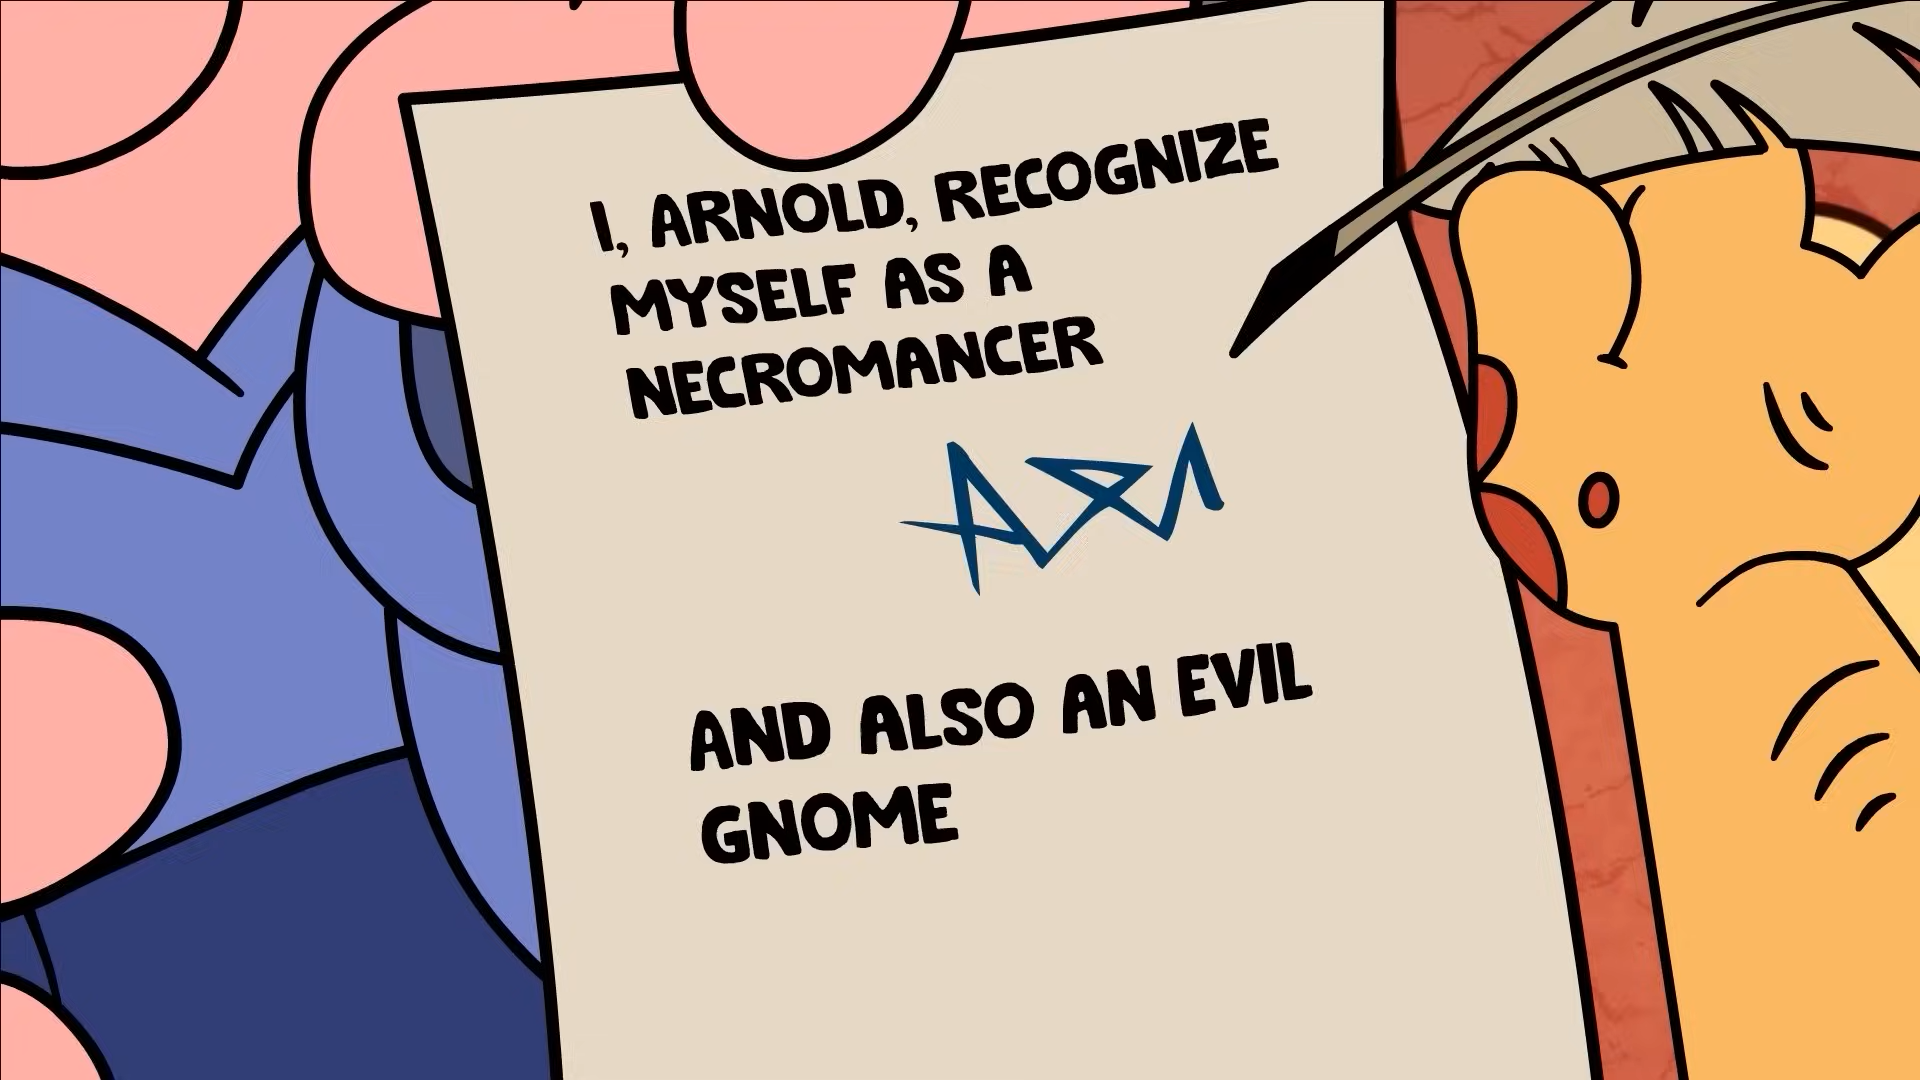 I, ARNOLD, RECOGNIZE
MYSELF AS A
NECROMANCER
AND ALSO AN EVIL
GNOME